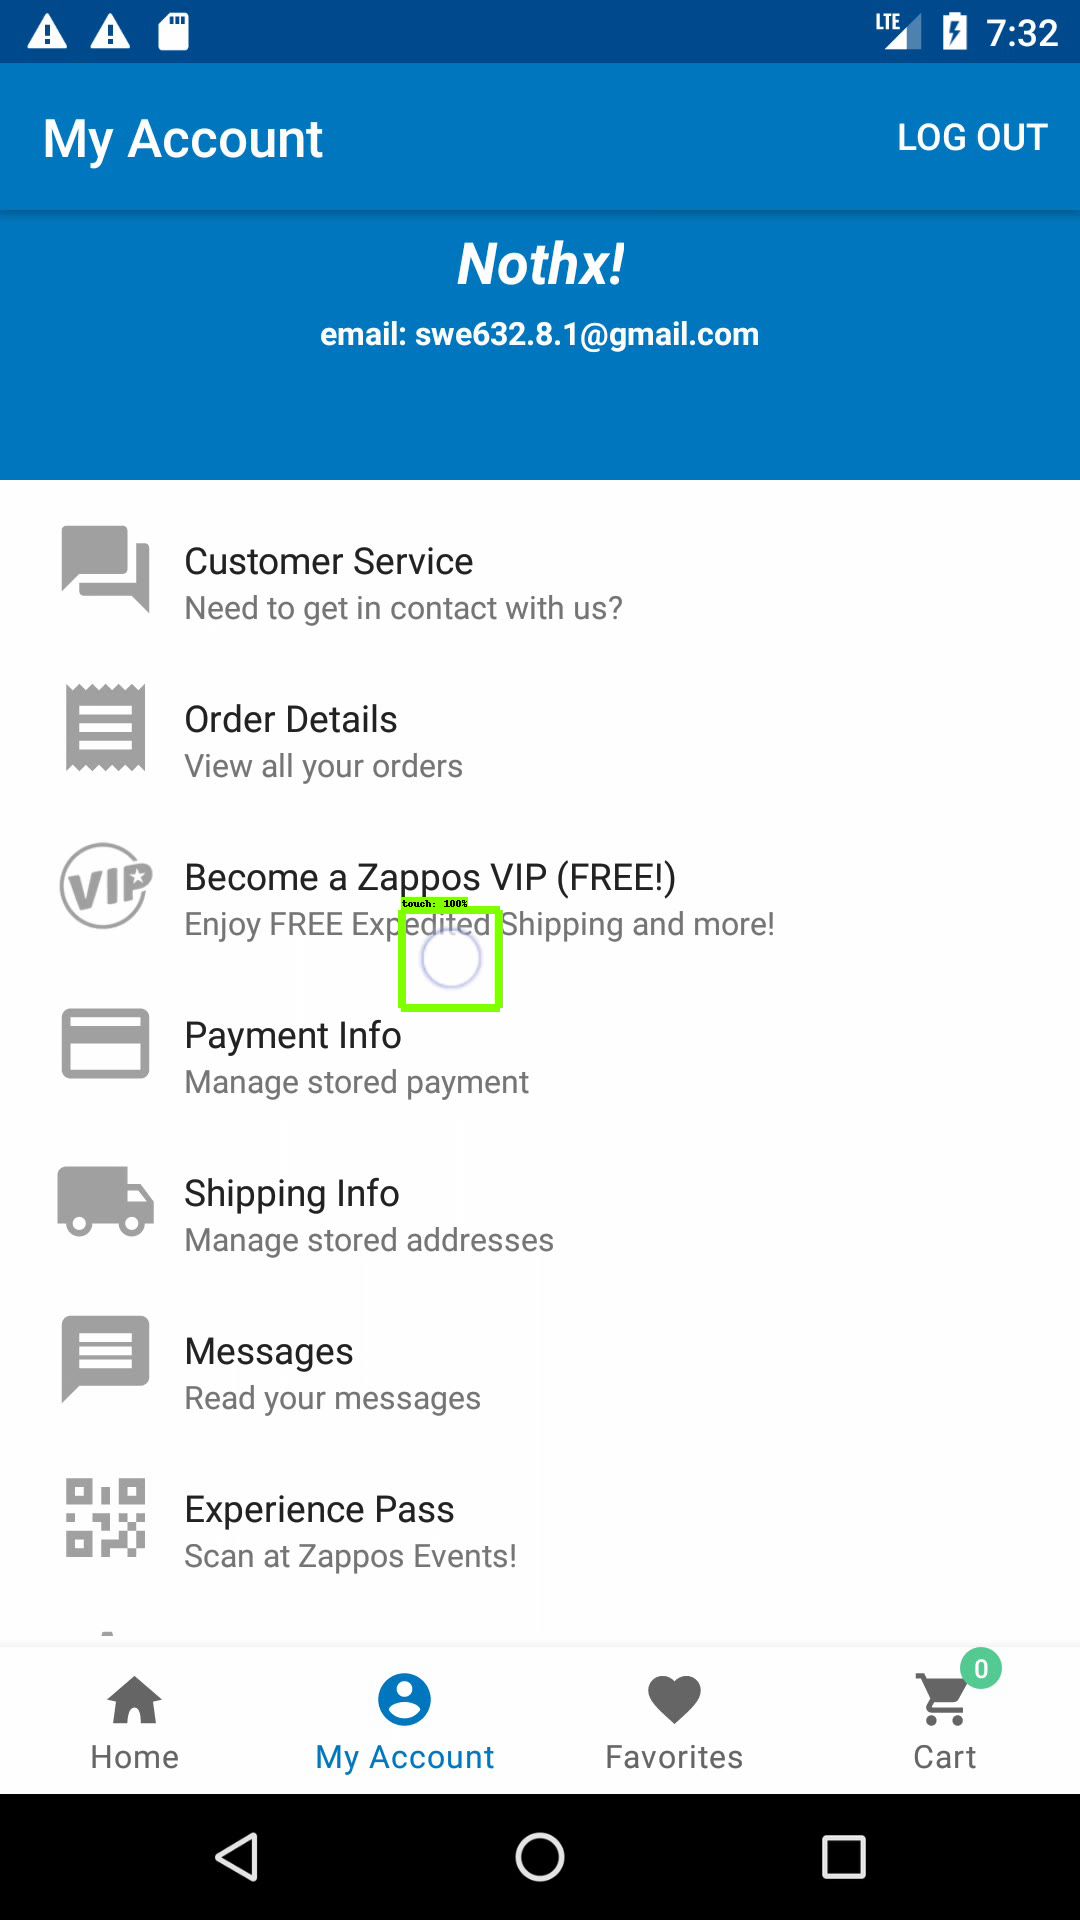 LTE 7:32
My Account LOG OUT
Nothx!
email: swe632.8.1@gmail.com
Customer Service
Need to get in contact with us?
Order Details
View all your orders
VIP
Become a Zappos VIP (FREE!)
touch: 100%
Enjoy FREE Expedited Shipping and more!
Payment Info
Manage stored payment
Shipping Info
Manage stored addresses
Messages
Read your messages
Experience Pass
Scan at Zappos Events!
0
Home My Account Favorites Cart